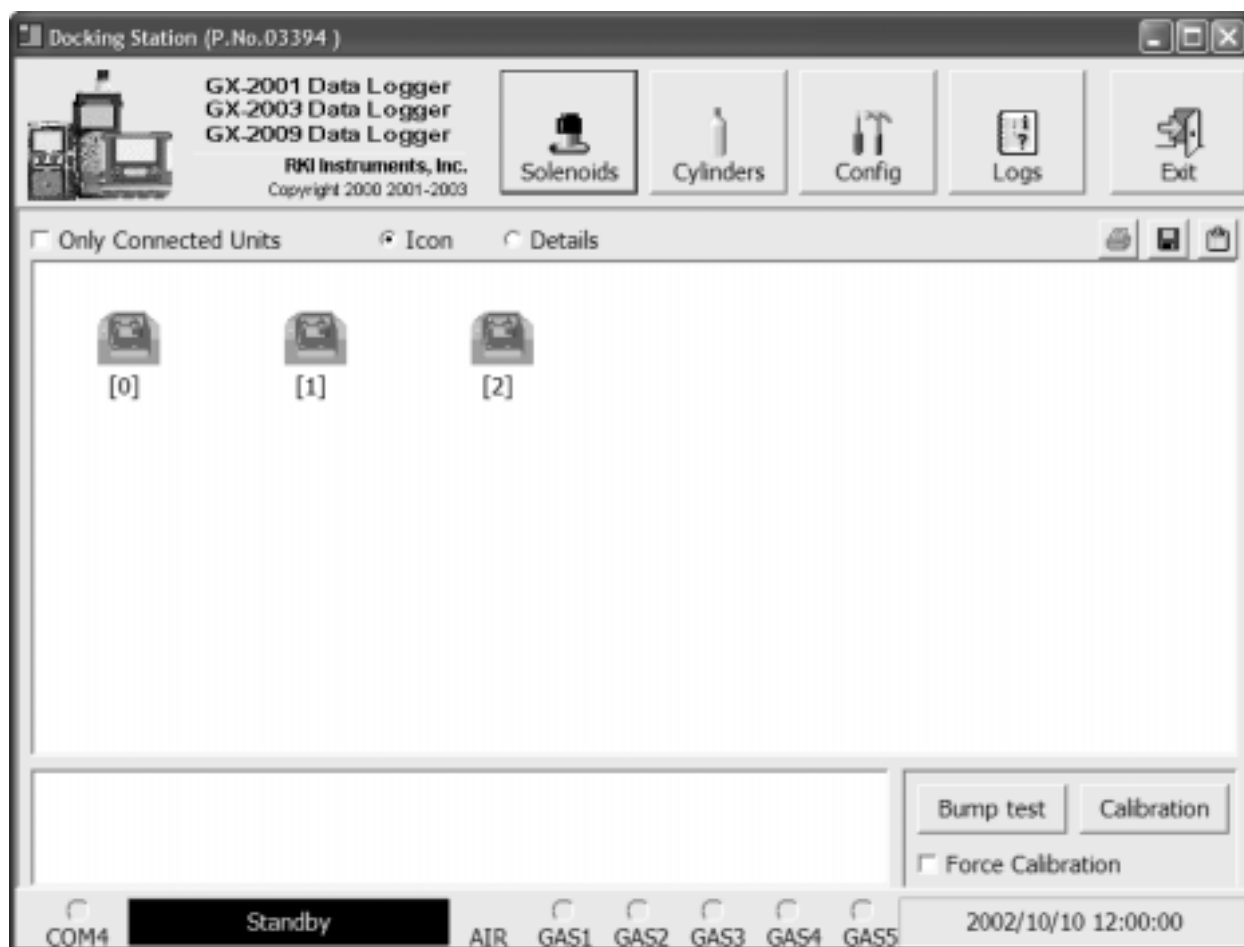 Docking Station (P.No.03394 )
GX-2001 Data Logger
GX-2003 Data Logger
GX-2009 Data Logger
RKI Instruments, Inc.
Copyright 2000 2001-2003
Solenoids Cylinders Config Logs Exit
Only Connected Units Icon Details
[0] [1] [2]
Bump test Calibration
Force Calibration
COM4 Standby AIR GAS1 GAS2 GAS3 GAS4 GAS5 2002/10/10 12:00:00